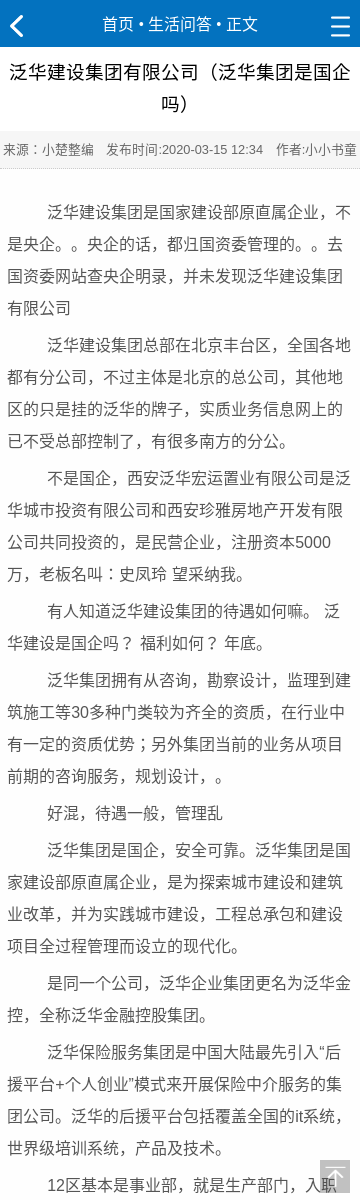 首页 • 生活问答 • 正文
泛华建设集团有限公司（泛华集团是国企
吗）
来源：小楚整编 发布时间:2020-03-15 12:34 作者:小小书童
泛华建设集团是国家建设部原直属企业，不
是央企。。央企的话，都归国资委管理的。。去
国资委网站查央企明录，并未发现泛华建设集团
有限公司
泛华建设集团总部在北京丰台区，全国各地
都有分公司，不过主体是北京的总公司，其他地
区的只是挂的泛华的牌子，实质业务信息网上的
已不受总部控制了，有很多南方的分公。
不是国企，西安泛华宏运置业有限公司是泛
华城市投资有限公司和西安珍雅房地产开发有限
公司共同投资的，是民营企业，注册资本5000
万，老板名叫：史凤玲 望采纳我。
有人知道泛华建设集团的待遇如何嘛。 泛
华建设是国企吗？ 福利如何？ 年底。
泛华集团拥有从咨询，勘察设计，监理到建
筑施工等30多种门类较为齐全的资质，在行业中
有一定的资质优势；另外集团当前的业务从项目
前期的咨询服务，规划设计，。
好混，待遇一般，管理乱
泛华集团是国企，安全可靠。泛华集团是国
家建设部原直属企业，是为探索城市建设和建筑
业改革，并为实践城市建设，工程总承包和建设
项目全过程管理而设立的现代化。
是同一个公司，泛华企业集团更名为泛华金
控，全称泛华金融控股集团。
泛华保险服务集团是中国大陆最先引入“后
援平台+个人创业”模式来开展保险中介服务的集
团公司。泛华的后援平台包括覆盖全国的it系统，
世界级培训系统，产品及技术。
12区基本是事业部，就是生产部门，入职